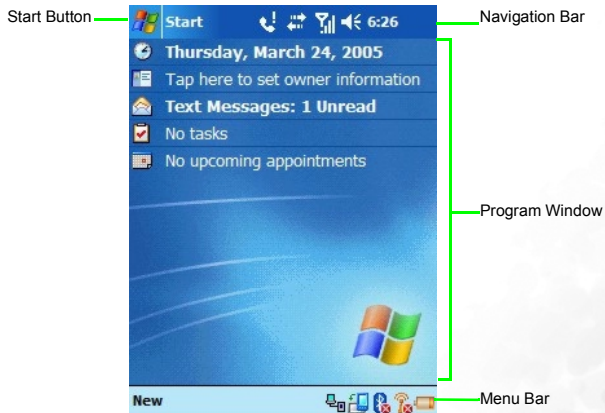 Start Button
Start 6:26
Navigation Bar
Thursday, March 24, 2005
Tap here to set owner information
Text Messages: 1 Unread
No tasks
No upcoming appointments
Program Window
New
Menu Bar